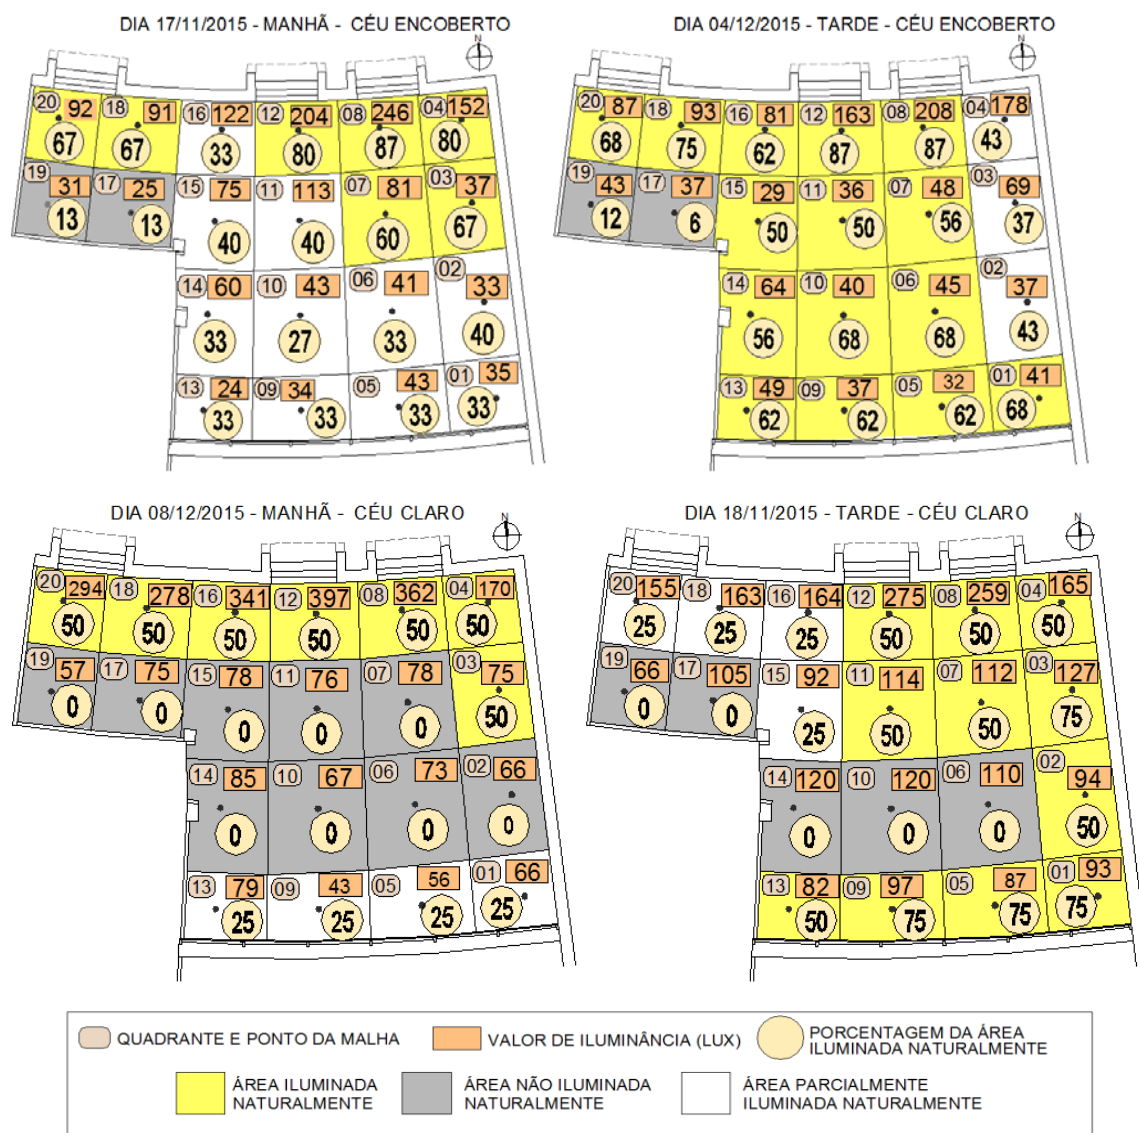 DIA 17/11/2015 - MANHÃ - CÉU ENCOBERTO
N
20 92 18 91 16 122 12 204 08 246 04 152
67 67 33 80 87 80
19 31 17 25 15 75 11 113 07 81 03 37
13 13 40 40 60 67
14 60 10 43 06 41 02 33
33 27 33 40
13 24 09 34 05 43 01 35
33 33 33 33
DIA 04/12/2015 - TARDE - CÉU ENCOBERTO
N
20 87 18 93 16 81 12 163 08 208 04 178
68 75 62 87 87 43
19 43 17 37 15 29 11 36 07 48 03 69
12 6 50 50 56 37
14 64 10 40 06 45 02 37
56 68 68 43
13 49 09 37 05 32 01 41
62 62 62 68
DIA 08/12/2015 - MANHÃ - CÉU CLARO
N
20 294 18 278 16 341 12 397 08 362 04 170
50 50 50 50 50 50
19 57 17 75 15 78 11 76 07 78 03 75
0 0 0 0 0 50
14 85 10 67 06 73 02 66
0 0 0 0
13 79 09 43 05 56 01 66
25 25 25 25
DIA 18/11/2015 - TARDE - CÉU CLARO
N
20 155 18 163 16 164 12 275 08 259 04 165
25 25 25 50 50 50
19 66 17 105 15 92 11 114 07 112 03 127
0 0 25 50 50 75
14 120 10 120 06 110 02 94
0 0 0 50
13 82 09 97 05 87 01 93
50 75 75 75
QUADRANTE E PONTO DA MALHA
VALOR DE ILUMINÂNCIA (LUX)
PORCENTAGEM DA ÁREA
ILUMINADA NATURALMENTE
ÁREA ILUMINADA
NATURALMENTE
ÁREA NÃO ILUMINADA
NATURALMENTE
ÁREA PARCIALMENTE
ILUMINADA NATURALMENTE